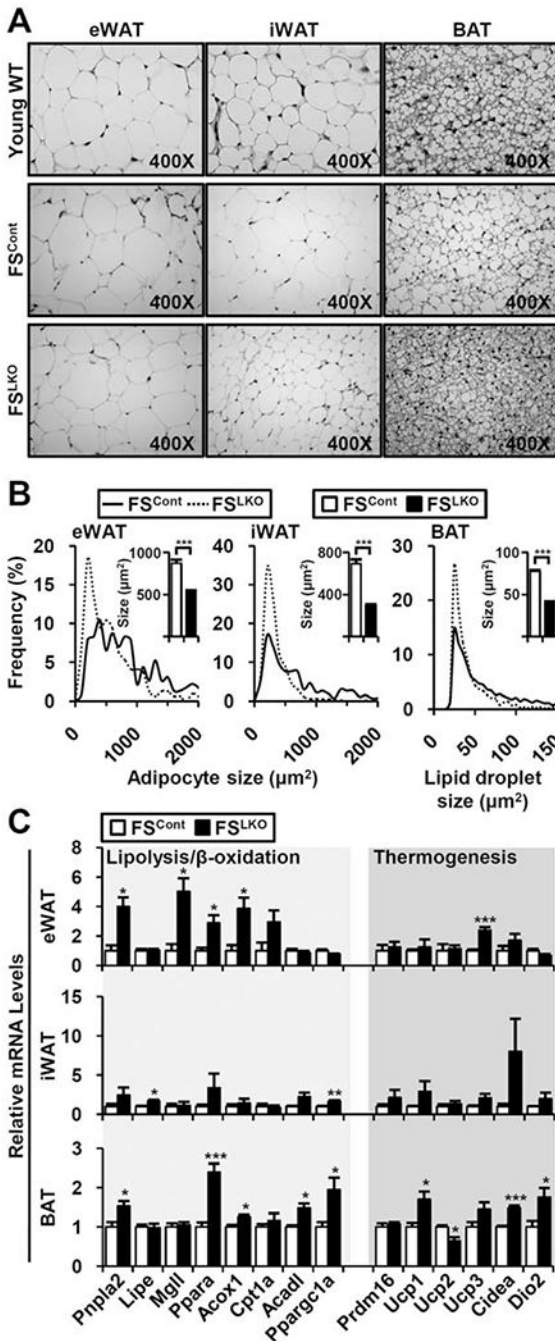 A
eWAT iWAT BAT
Young WT
400X 400X 400X
FSCont
400X 400X 400X
FSLKO
400X 400X 400X
B
FSCont FSLKO FSCont FSLKO
eWAT iWAT BAT
Frequency (%)
20
15
10
5
0
Size (µm²)
1000
500
***
0 1000 2000
40
30
20
10
0
Size (µm²)
800
400
***
0 1000 2000
30
20
10
0
Size (µm²)
100
50
***
0 50 100 150
Adipocyte size (µm²)
Lipid droplet
size (µm²)
C
FSCont FSLKO
Relative mRNA Levels
Lipolysis/β-oxidation Thermogenesis
eWAT
8
6
4
2
0
* * * * ***
iWAT
15
10
5
0
* **
BAT
3
2
1
0
* *** * * * * * *** *
Pnpla2 Lipe Mgll Ppara Acox1 Cpt1a Acadl Ppargc1a Prdm16 Ucp1 Ucp2 Ucp3 Cidea Dio2